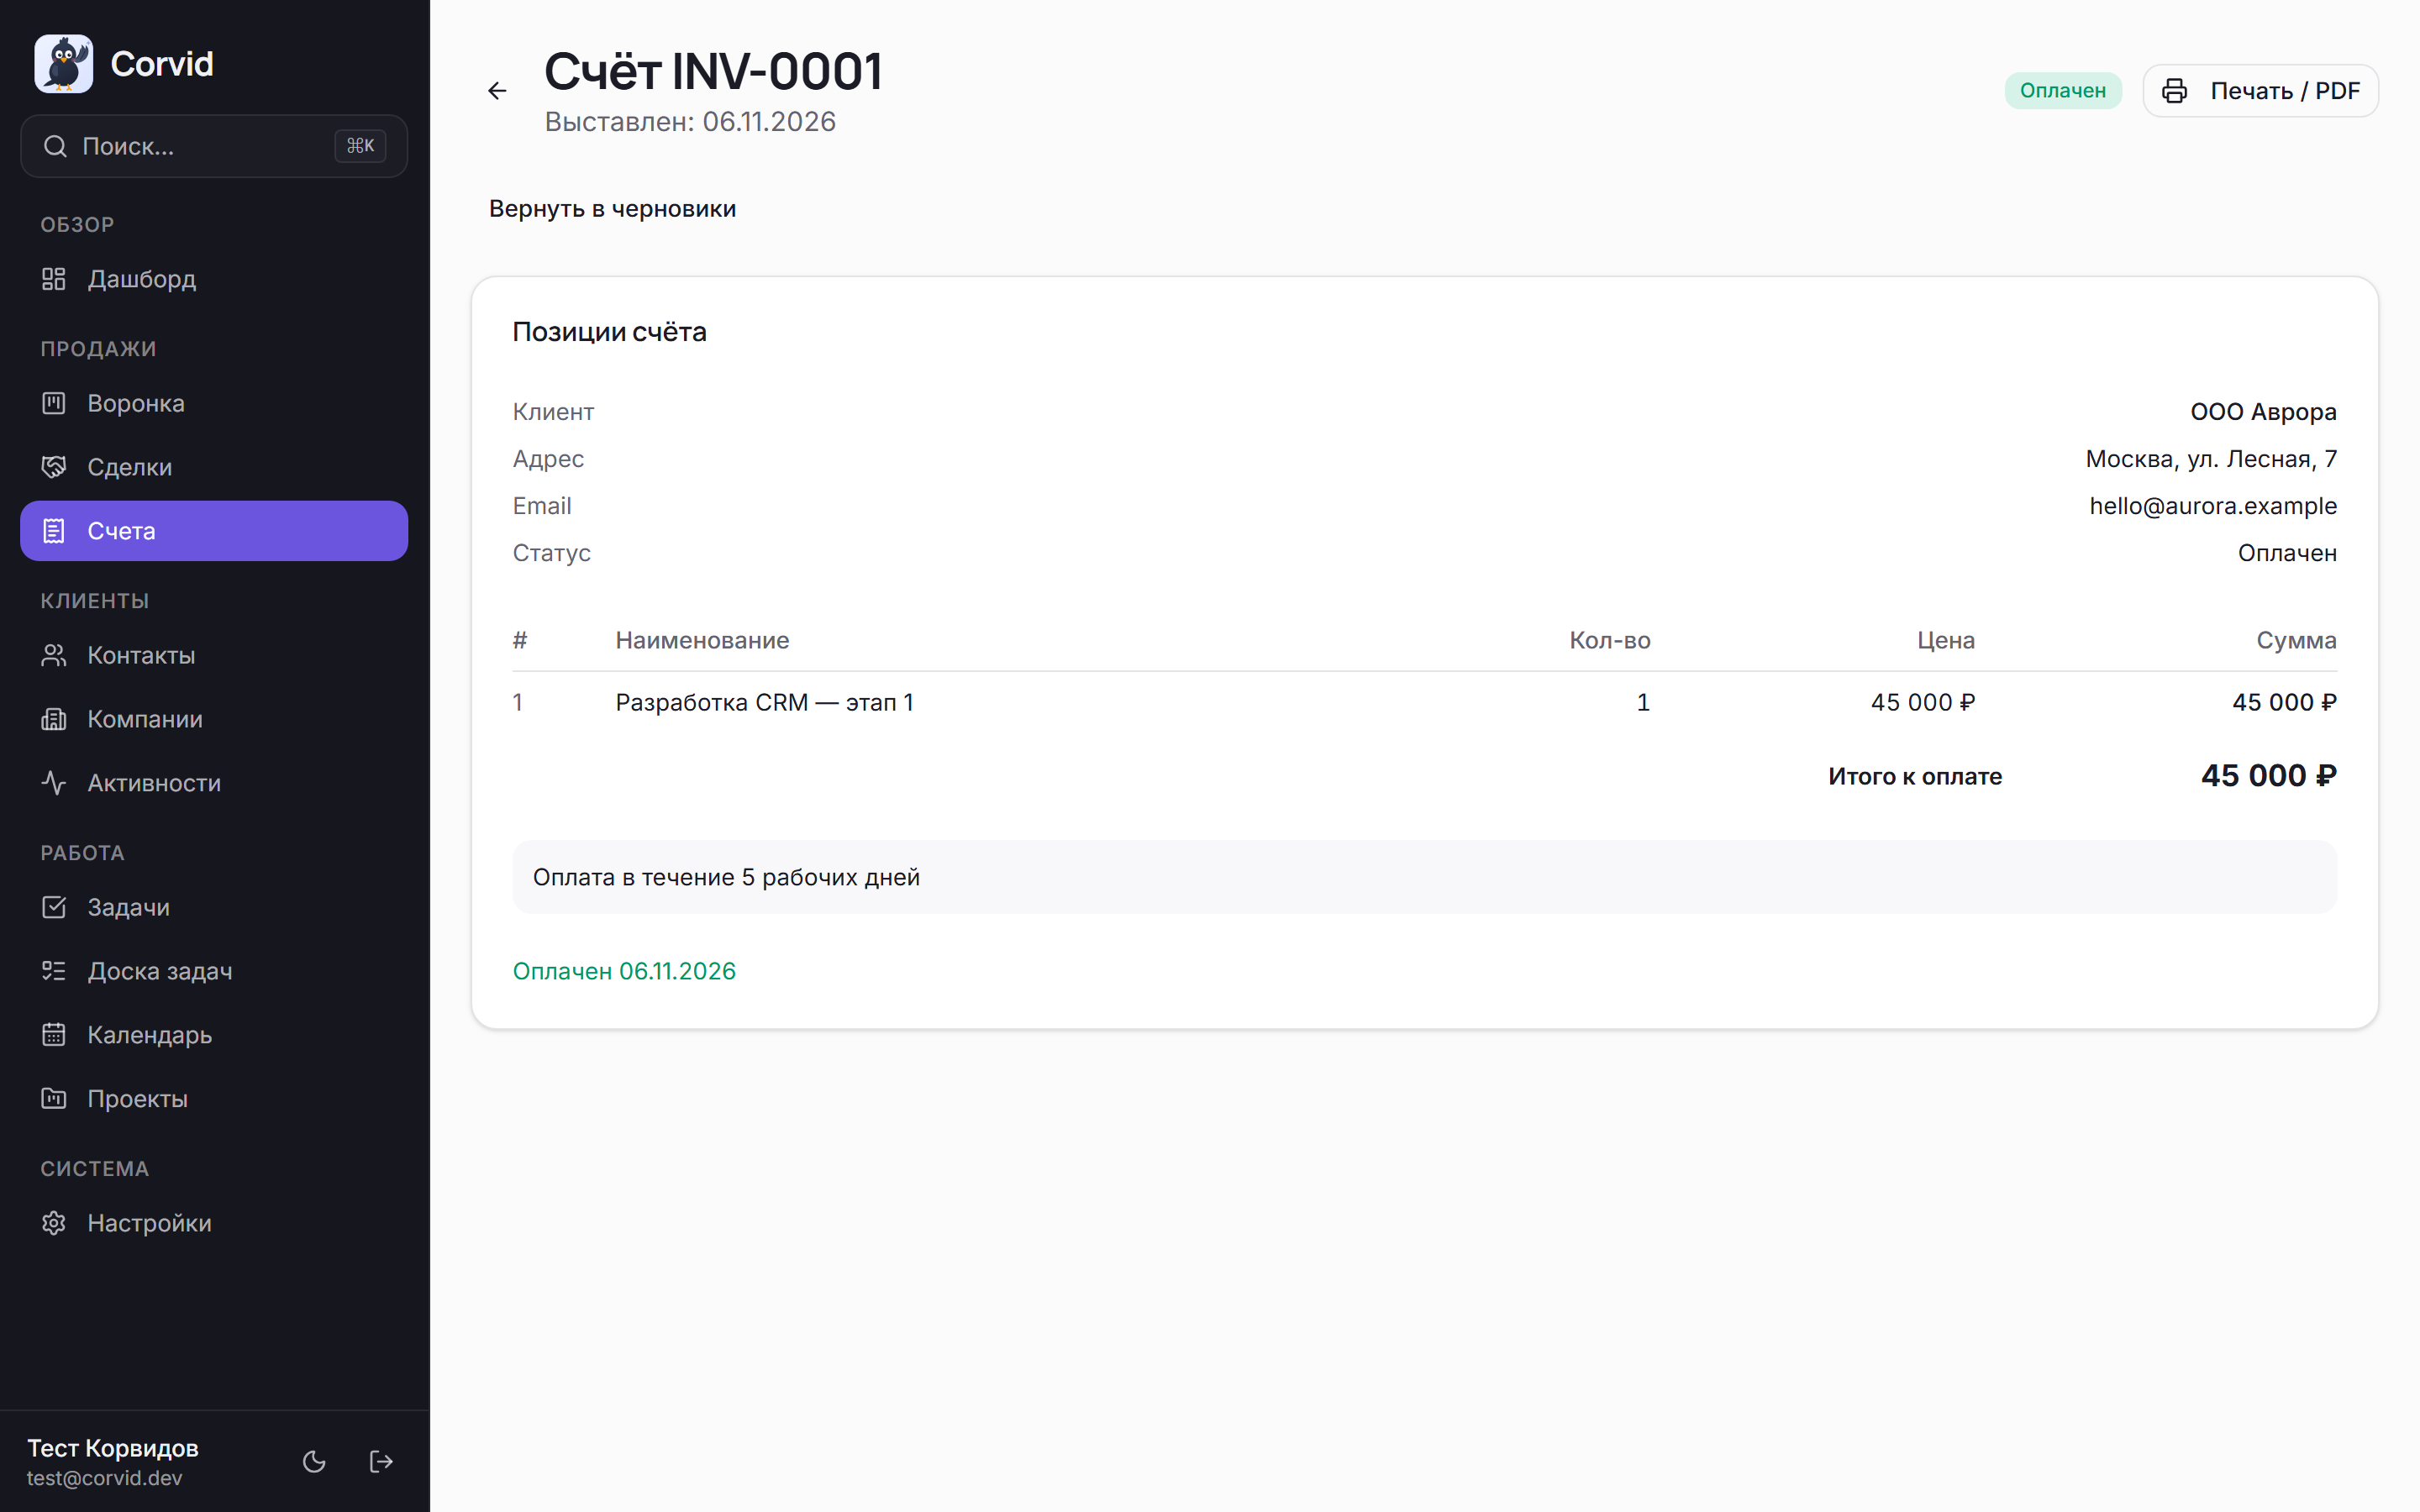 Corvid
Поиск...
⌘K
ОБЗОР
Дашборд
ПРОДАЖИ
Воронка
Сделки
Счета
КЛИЕНТЫ
Контакты
Компании
Активности
РАБОТА
Задачи
Доска задач
Календарь
Проекты
СИСТЕМА
Настройки
Тест Корвидов
test@corvid.dev
Счёт INV-0001
Выставлен: 06.11.2026
Оплачен
Печать / PDF
Вернуть в черновики
Позиции счёта
Клиент ООО Аврора
Адрес Москва, ул. Лесная, 7
Email hello@aurora.example
Статус Оплачен
# Наименование Кол-во Цена Сумма
1 Разработка CRM — этап 1 1 45 000 ₽ 45 000 ₽
Итого к оплате 45 000 ₽
Оплата в течение 5 рабочих дней
Оплачен 06.11.2026